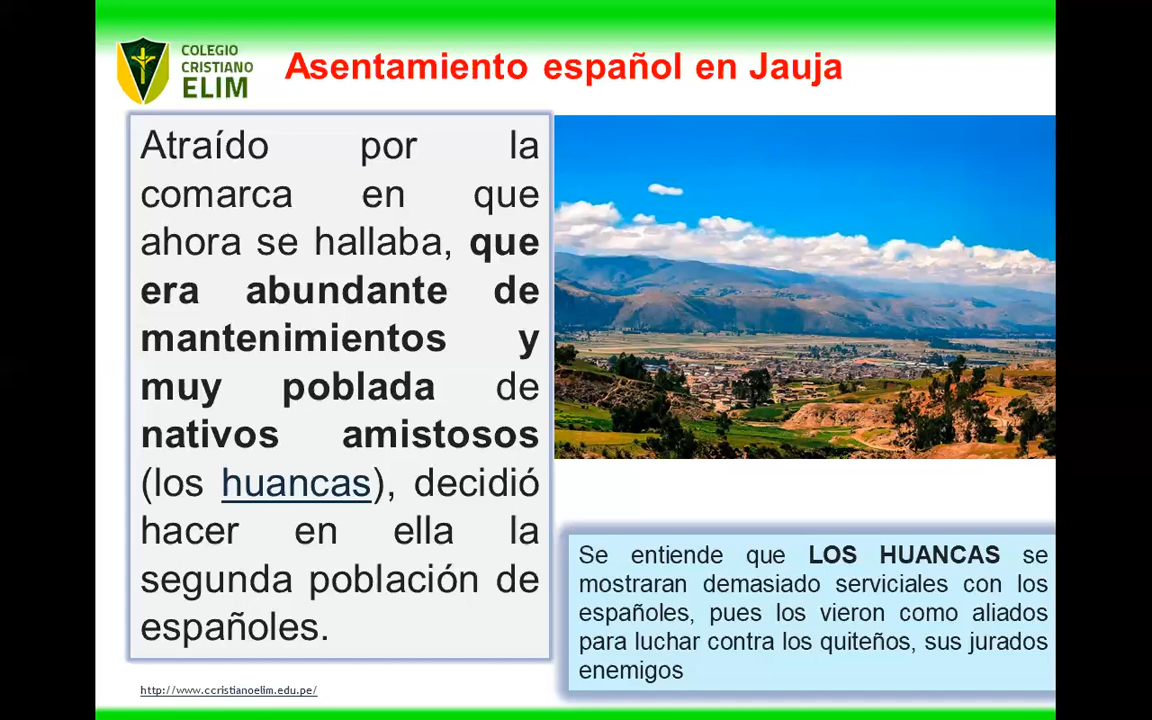 COLEGIO
CRISTIANO
ELIM
Asentamiento español en Jauja
Atraído por la
comarca en que
ahora se hallaba, que
era abundante de
mantenimientos y
muy poblada de
nativos amistosos
(los huancas), decidió
hacer en ella la
segunda población de
españoles.
Se entiende que LOS HUANCAS se
mostraran demasiado serviciales con los
españoles, pues los vieron como aliados
para luchar contra los quiteños, sus jurados
enemigos
http://www.ccristianoelim.edu.pe/